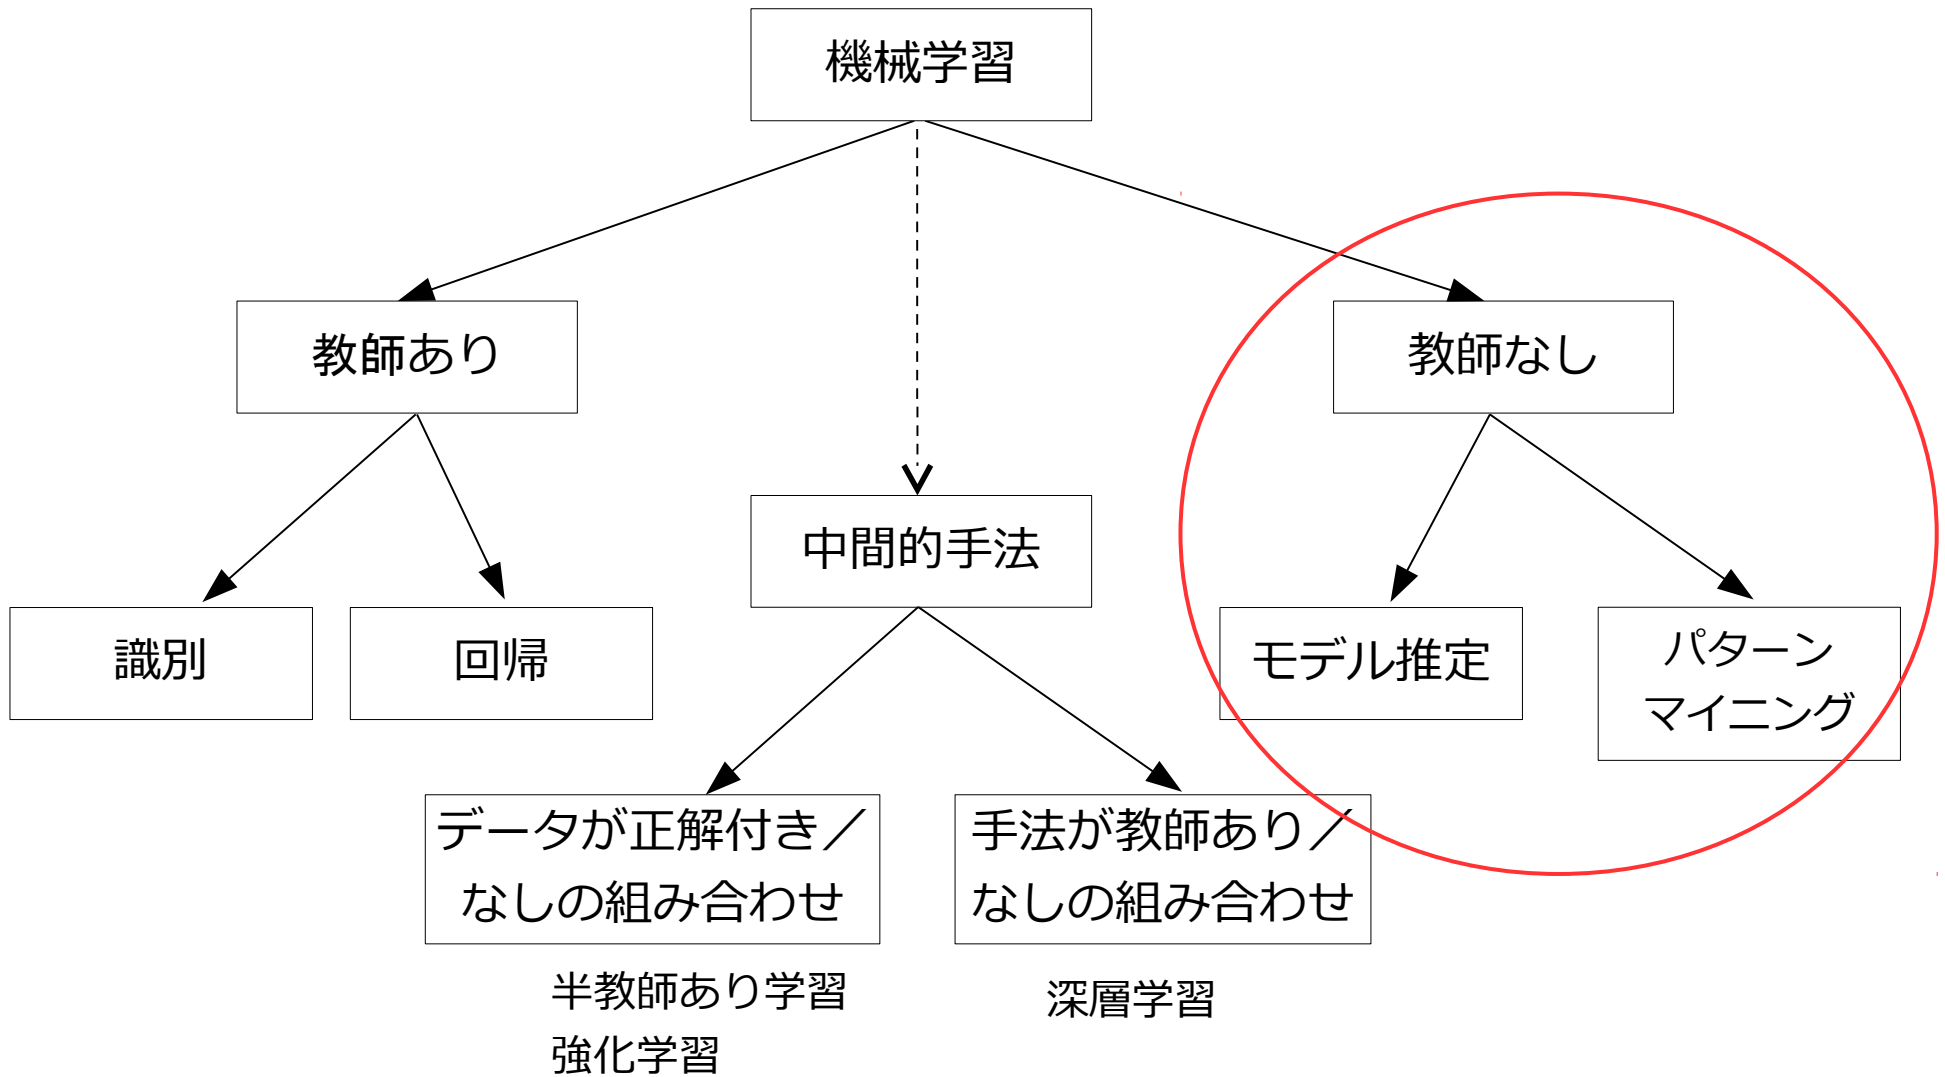 機械学習
教師あり
教師なし
中間的手法
識別
回帰
モデル推定
パターン
マイニング
データが正解付き／
なしの組み合わせ
手法が教師あり／
なしの組み合わせ
半教師あり学習
強化学習
深層学習